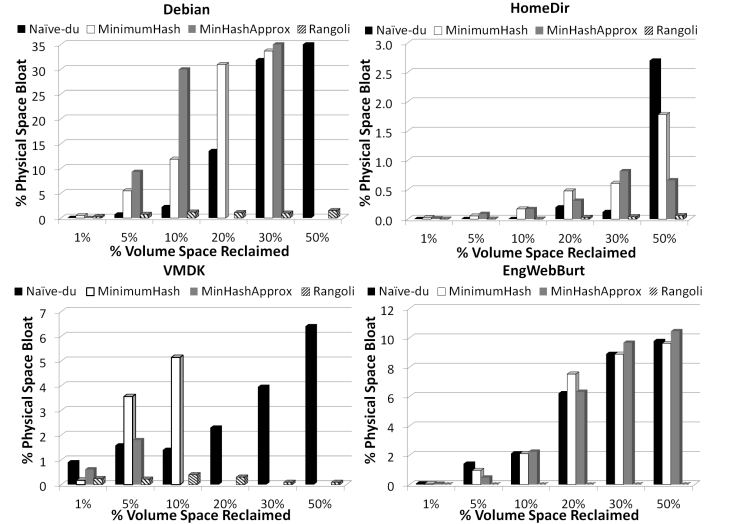 Debian
Naïve-du MinimumHash MinHashApprox Rangoli
% Physical Space Bloat
35
30
25
20
15
10
5
0
1% 5% 10% 20% 30% 50%
% Volume Space Reclaimed
HomeDir
Naïve-du MinimumHash MinHashApprox Rangoli
% Physical Space Bloat
3.0
2.5
2.0
1.5
1.0
0.5
0.0
1% 5% 10% 20% 30% 50%
% Volume Space Reclaimed
VMDK
Naïve-du MinimumHash MinHashApprox Rangoli
% Physical Space Bloat
7
6
5
4
3
2
1
0
1% 5% 10% 20% 30% 50%
% Volume Space Reclaimed
EngWebBurt
Naïve-du MinimumHash MinHashApprox Rangoli
% Physical Space Bloat
12
10
8
6
4
2
0
1% 5% 10% 20% 30% 50%
% Volume Space Reclaimed